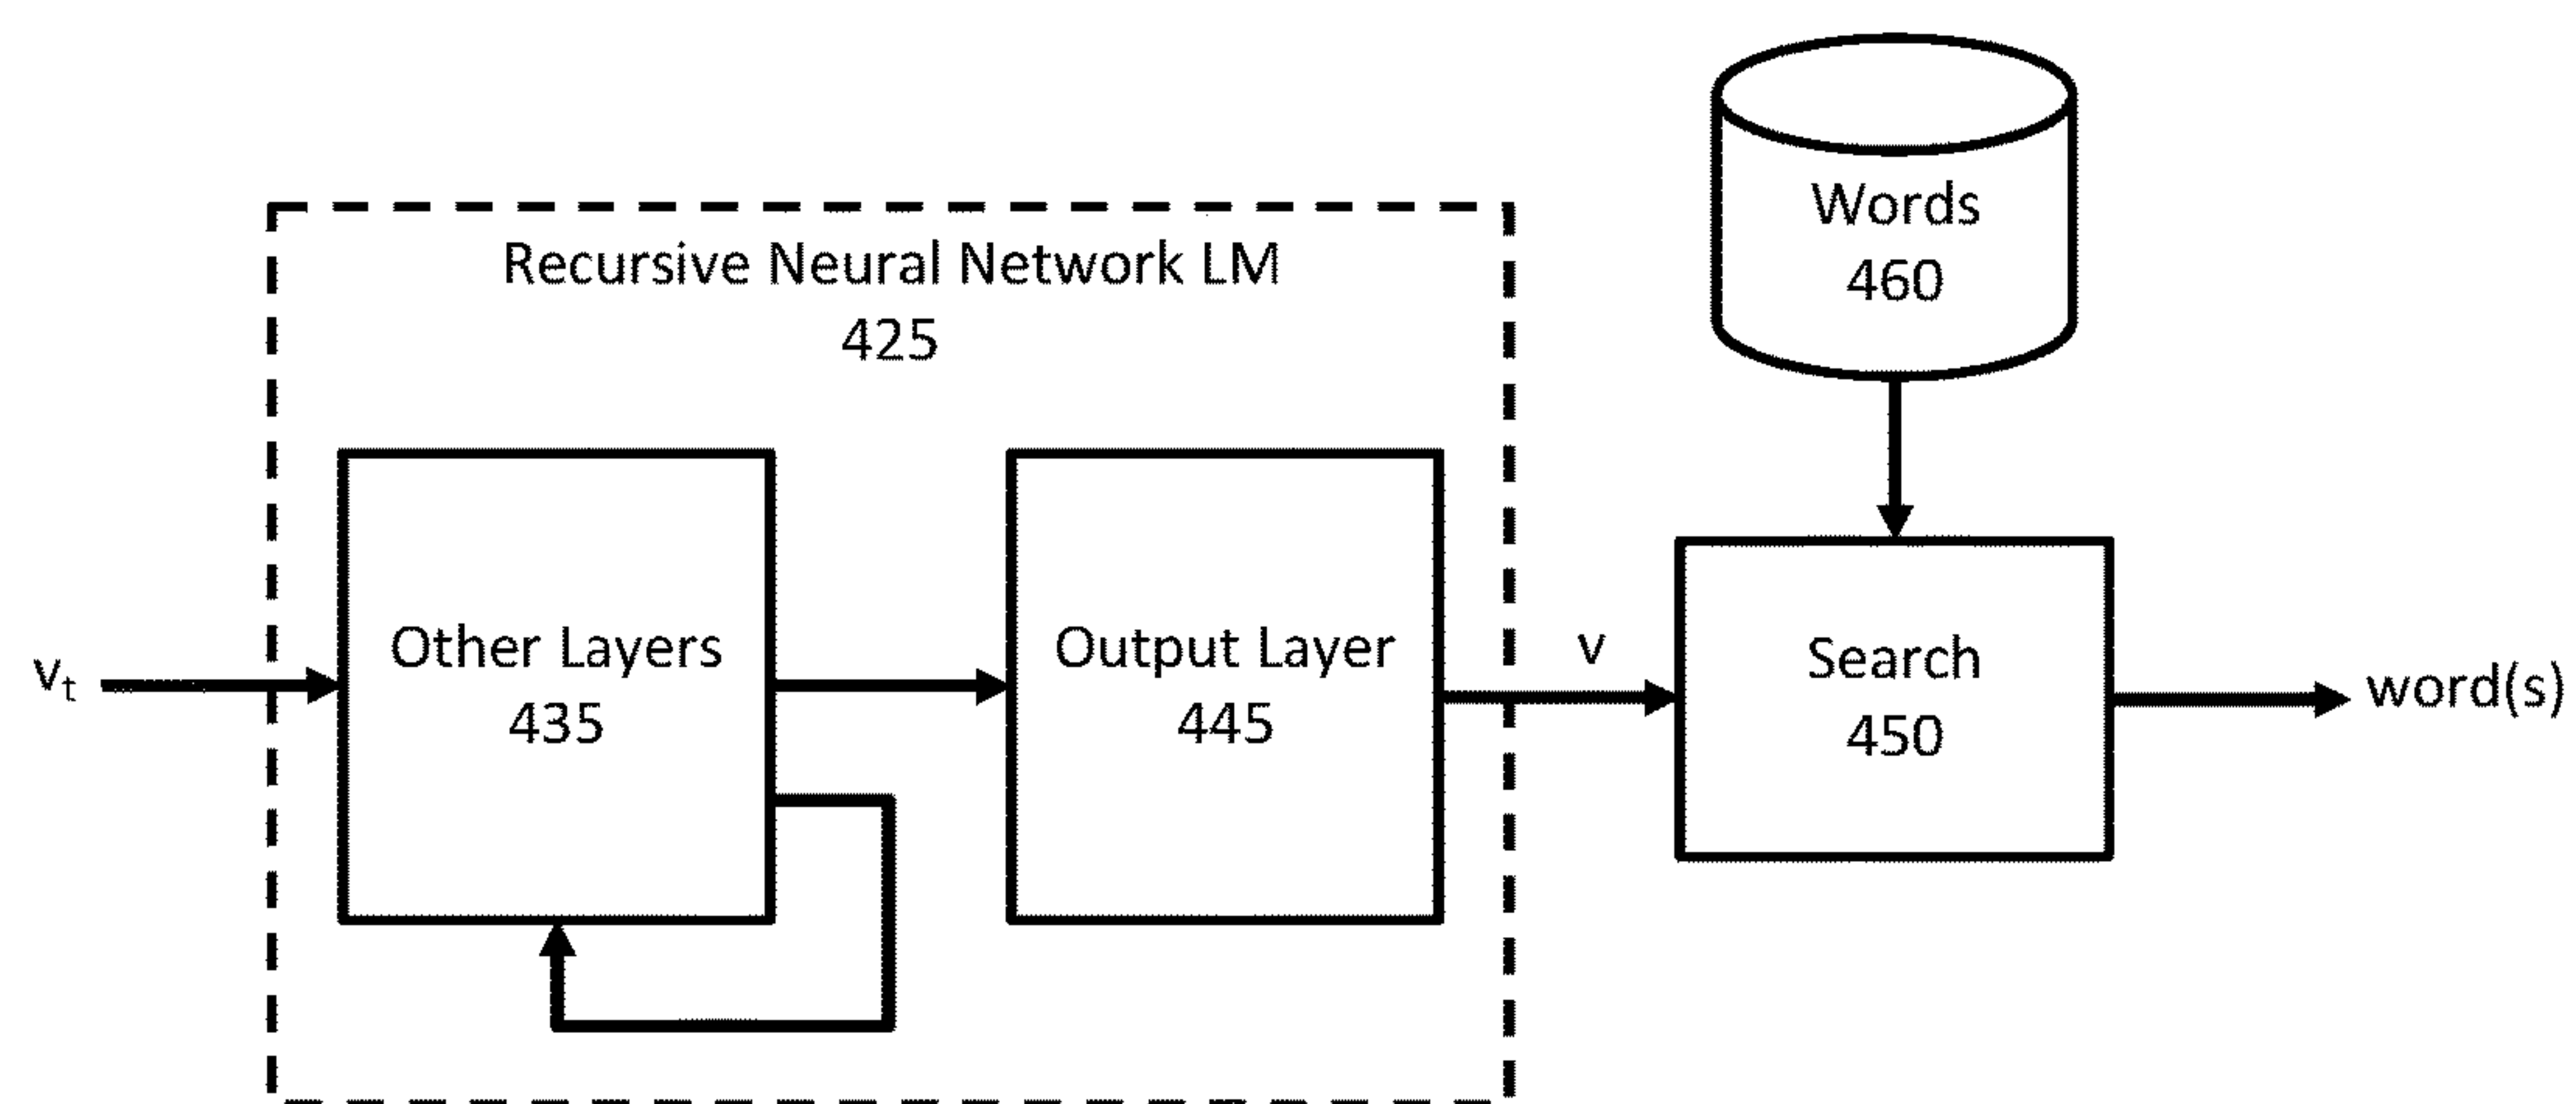 Words
460
Recursive Neural Network LM
425
Other Layers
435
Output Layer
445
v
Search
450
vₜ
word(s)